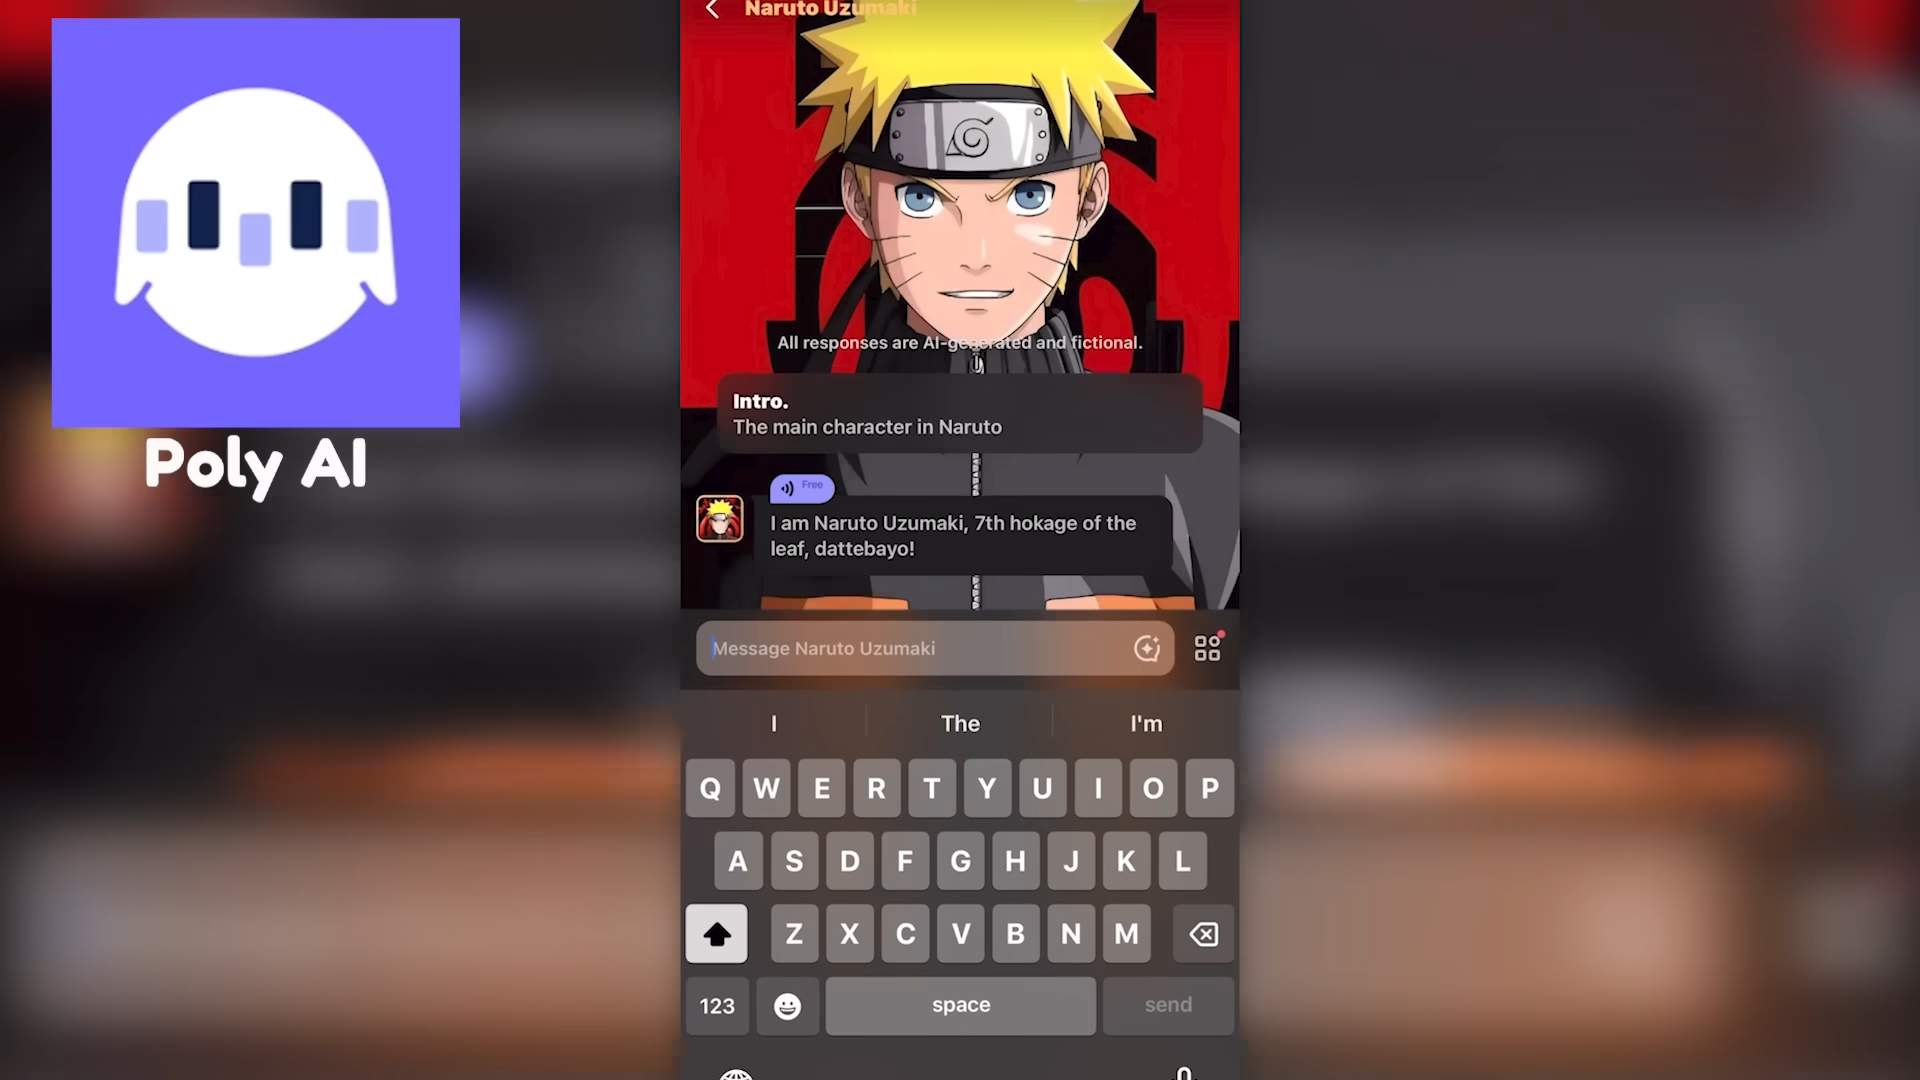 Naruto Uzumaki
Poly AI
All responses are AI-generated and fictional.
Intro.
The main character in Naruto
Free
I am Naruto Uzumaki, 7th hokage of the
leaf, dattebayo!
Message Naruto Uzumaki
I The I'm
Q W E R T Y U I O P
A S D F G H J K L
Z X C V B N M
123 space send